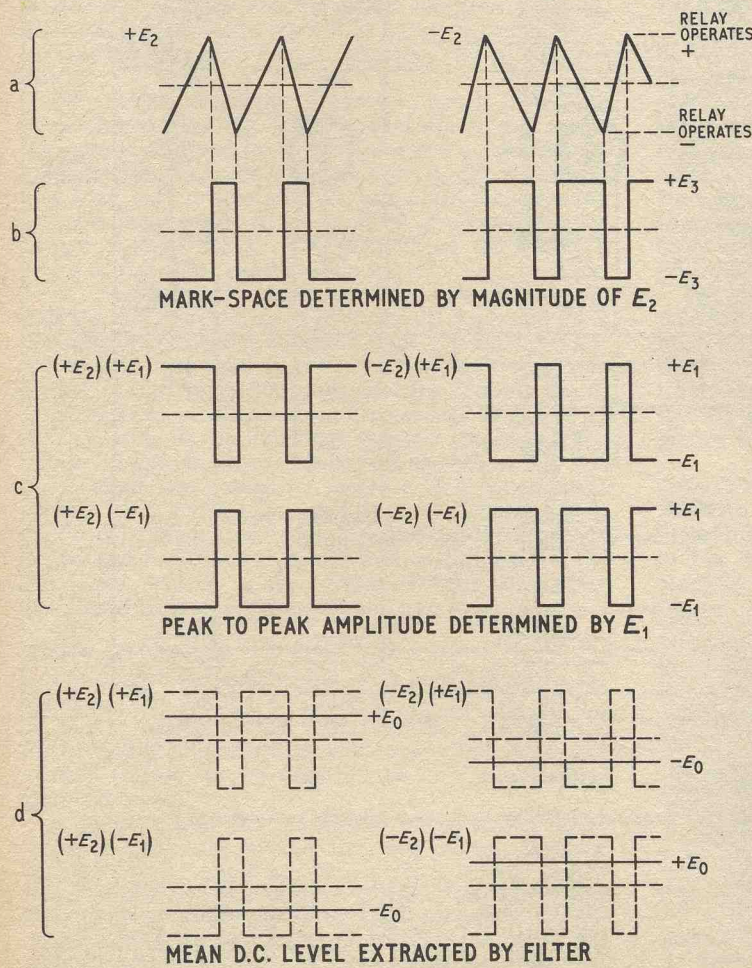 a
+E₂
−E₂
RELAY
OPERATES
+
RELAY
OPERATES
−
b
+E₃
−E₃
MARK-SPACE DETERMINED BY MAGNITUDE OF E₂
c
(+E₂)(+E₁)
(−E₂)(+E₁)
+E₁
−E₁
(+E₂)(−E₁)
(−E₂)(−E₁)
+E₁
−E₁
PEAK TO PEAK AMPLITUDE DETERMINED BY E₁
d
(+E₂)(+E₁)
+E₀
(−E₂)(+E₁)
−E₀
(+E₂)(−E₁)
−E₀
(−E₂)(−E₁)
+E₀
MEAN D.C. LEVEL EXTRACTED BY FILTER